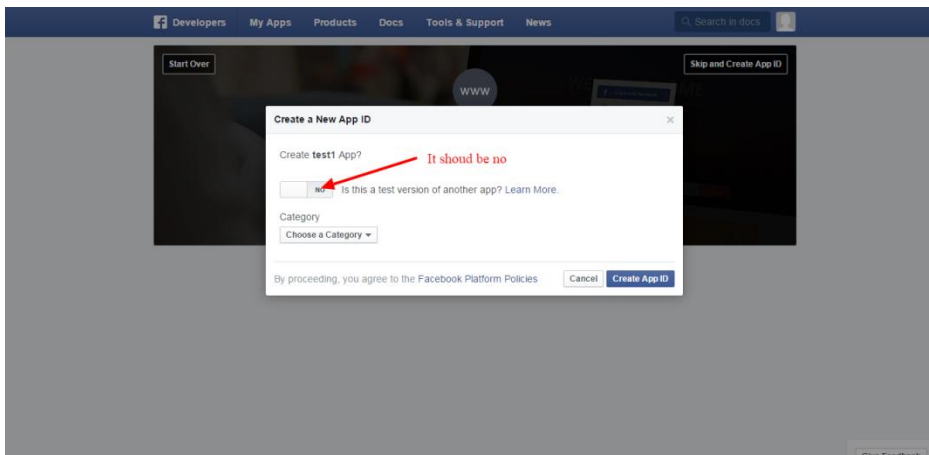 Developers My Apps Products Docs Tools & Support News Search in docs
Start Over Skip and Create App ID
www
Create a New App ID
Create test1 App?
It shoud be no
NO Is this a test version of another app? Learn More.
Category
Choose a Category
By proceeding, you agree to the Facebook Platform Policies Cancel Create App ID